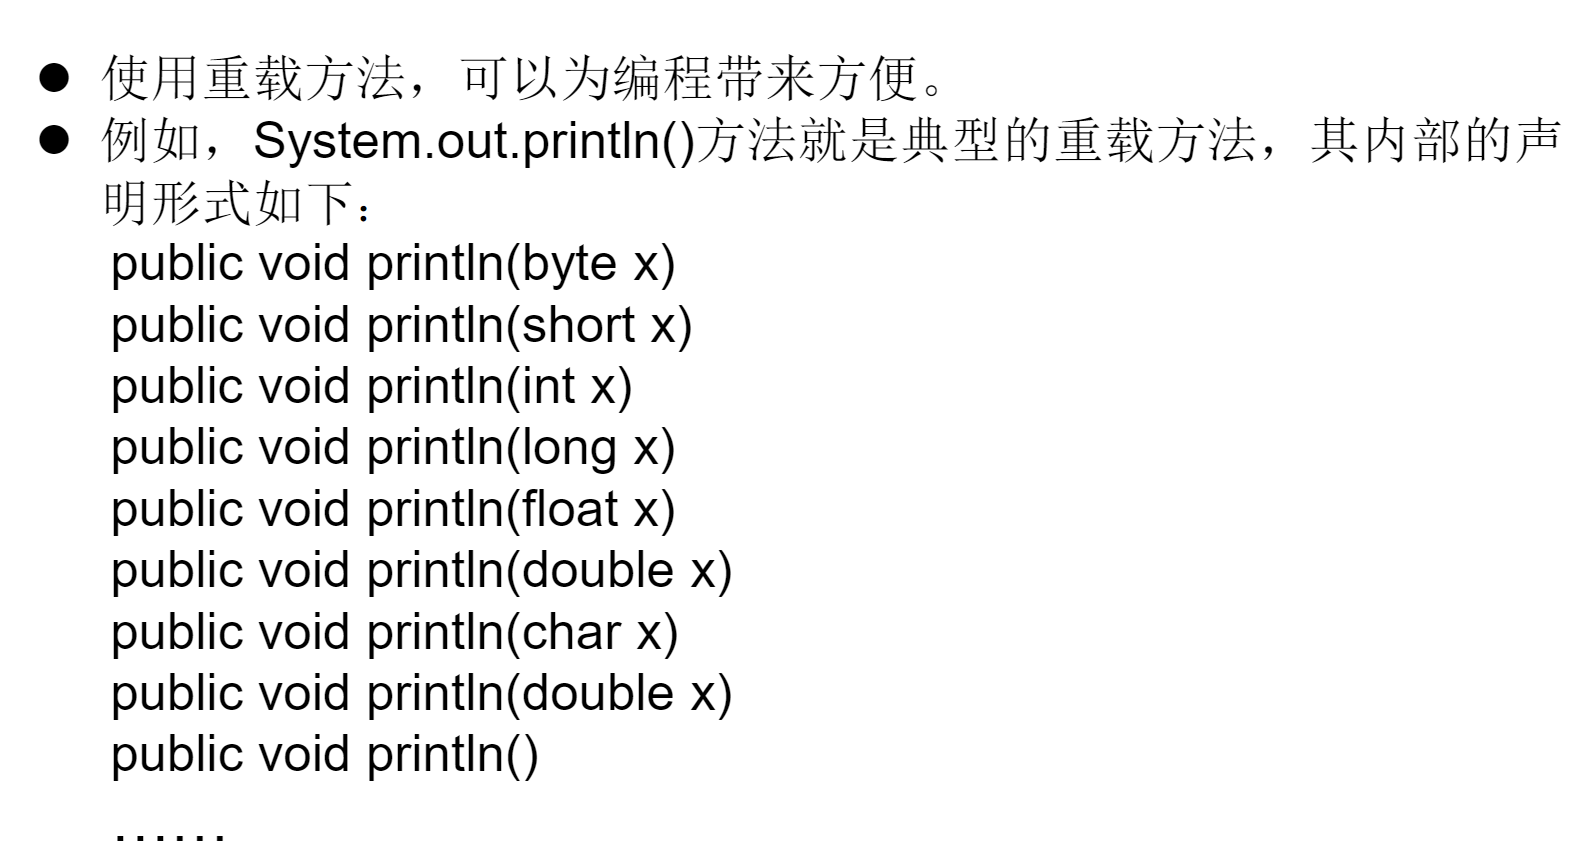 ● 使用重载方法，可以为编程带来方便。
● 例如，System.out.println()方法就是典型的重载方法，其内部的声
明形式如下：
public void println(byte x)
public void println(short x)
public void println(int x)
public void println(long x)
public void println(float x)
public void println(double x)
public void println(char x)
public void println(double x)
public void println()
……